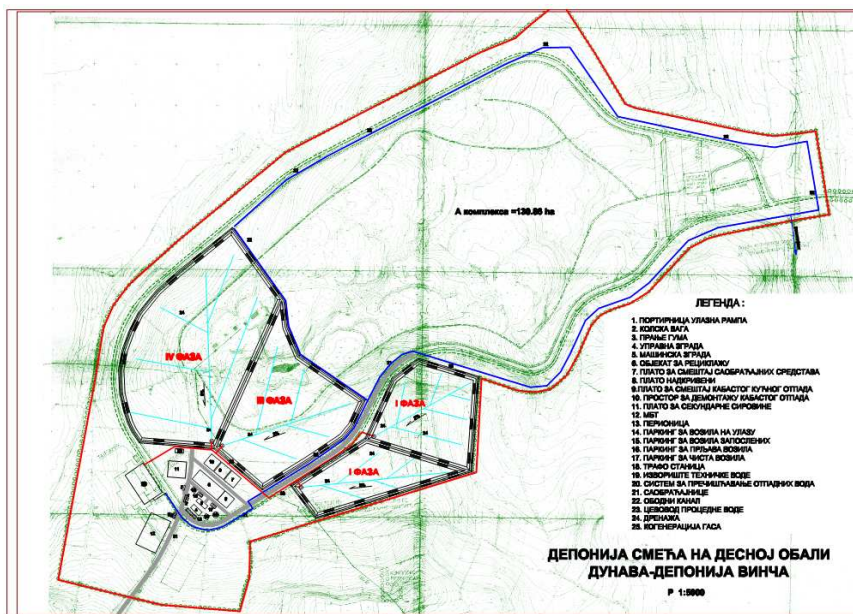 А комплекса =139.86 ha
IV ФАЗА
III ФАЗА
I ФАЗА
I ФАЗА
ЛЕГЕНДА :
1. ПОРТИРНИЦА УЛАЗНА РАМПА
2. КОЛСКА ВАГА
3. ПРАЊЕ ГУМА
4. УПРАВНА ЗГРАДА
5. МАШИНСКА ЗГРАДА
6. ОБЈЕКАТ ЗА РЕЦИКЛАЖУ
7. ПЛАТО ЗА СМЕШТАЈ САОБРАЋАЈНИХ СРЕДСТАВА
8. ПЛАТО НАДКРИВЕНИ
9.ПЛАТО ЗА СМЕШТАЈ КАБАСТОГ КУЋНОГ ОТПАДА
10. ПРОСТОР ЗА ДЕМОНТАЖУ КАБАСТОГ ОТПАДА
11. ПЛАТО ЗА СЕКУНДАРНЕ СИРОВИНЕ
12. МБТ
13. ПЕРИОНИЦА
14. ПАРКИНГ ЗА ВОЗИЛА НА УЛАЗУ
15. ПАРКИНГ ЗА ВОЗИЛА ЗАПОСЛЕНИХ
16. ПАРКИНГ ЗА ПРЉАВА ВОЗИЛА
17. ПАРКИНГ ЗА ЧИСТА ВОЗИЛА
18. ТРАФО СТАНИЦА
19. ИЗВОРИШТЕ ТЕХНИЧКЕ ВОДЕ
20. СИСТЕМ ЗА ПРЕЧИШЋАВАЊЕ ОТПАДНИХ ВОДА
21. САОБРАЋАЈНИЦЕ
22. ОБОДНИ КАНАЛ
23. ЦЕВОВОД ПРОЦЕДНЕ ВОДЕ
24. ДРЕНАЖА
25. КОГЕНЕРАЦИЈА ГАСА
ДЕПОНИЈА СМЕЋА НА ДЕСНОЈ ОБАЛИ
ДУНАВА-ДЕПОНИЈА ВИНЧА
Р 1:5000